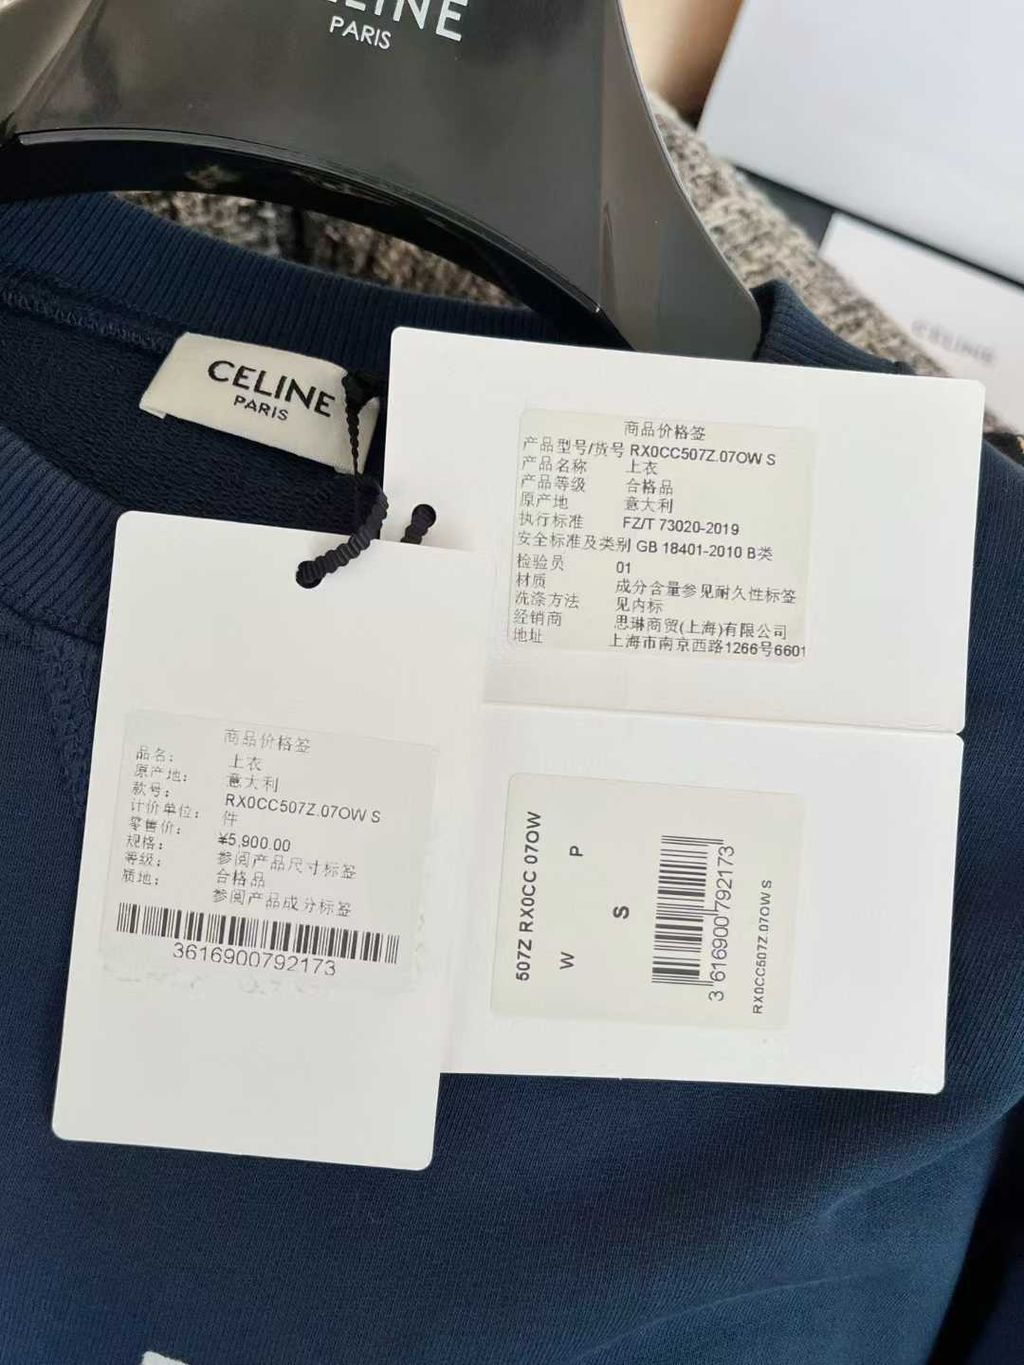 CELINE
PARIS
CELINE
CELINE
PARIS
商品价格签
产品型号/货号 RX0CC507Z.07OW S
产品名称 上衣
产品等级 合格品
原产地 意大利
执行标准 FZ/T 73020-2019
安全标准及类别 GB 18401-2010 B类
检验员 01
材质 成分含量参见耐久性标签
洗涤方法 见内标
经销商 思琳商贸(上海)有限公司
地址 上海市南京西路1266号6601
商品价格签
品名: 上衣
原产地: 意大利
款号: RX0CC507Z.07OW S
计价单位: 件
零售价: ¥5,900.00
规格: 参阅产品尺寸标签
等级: 合格品
质地: 参阅产品成分标签
3616900792173
507Z RX0CC 07OW
W P
S
3 616900 792173
RX0CC507Z.07OW S